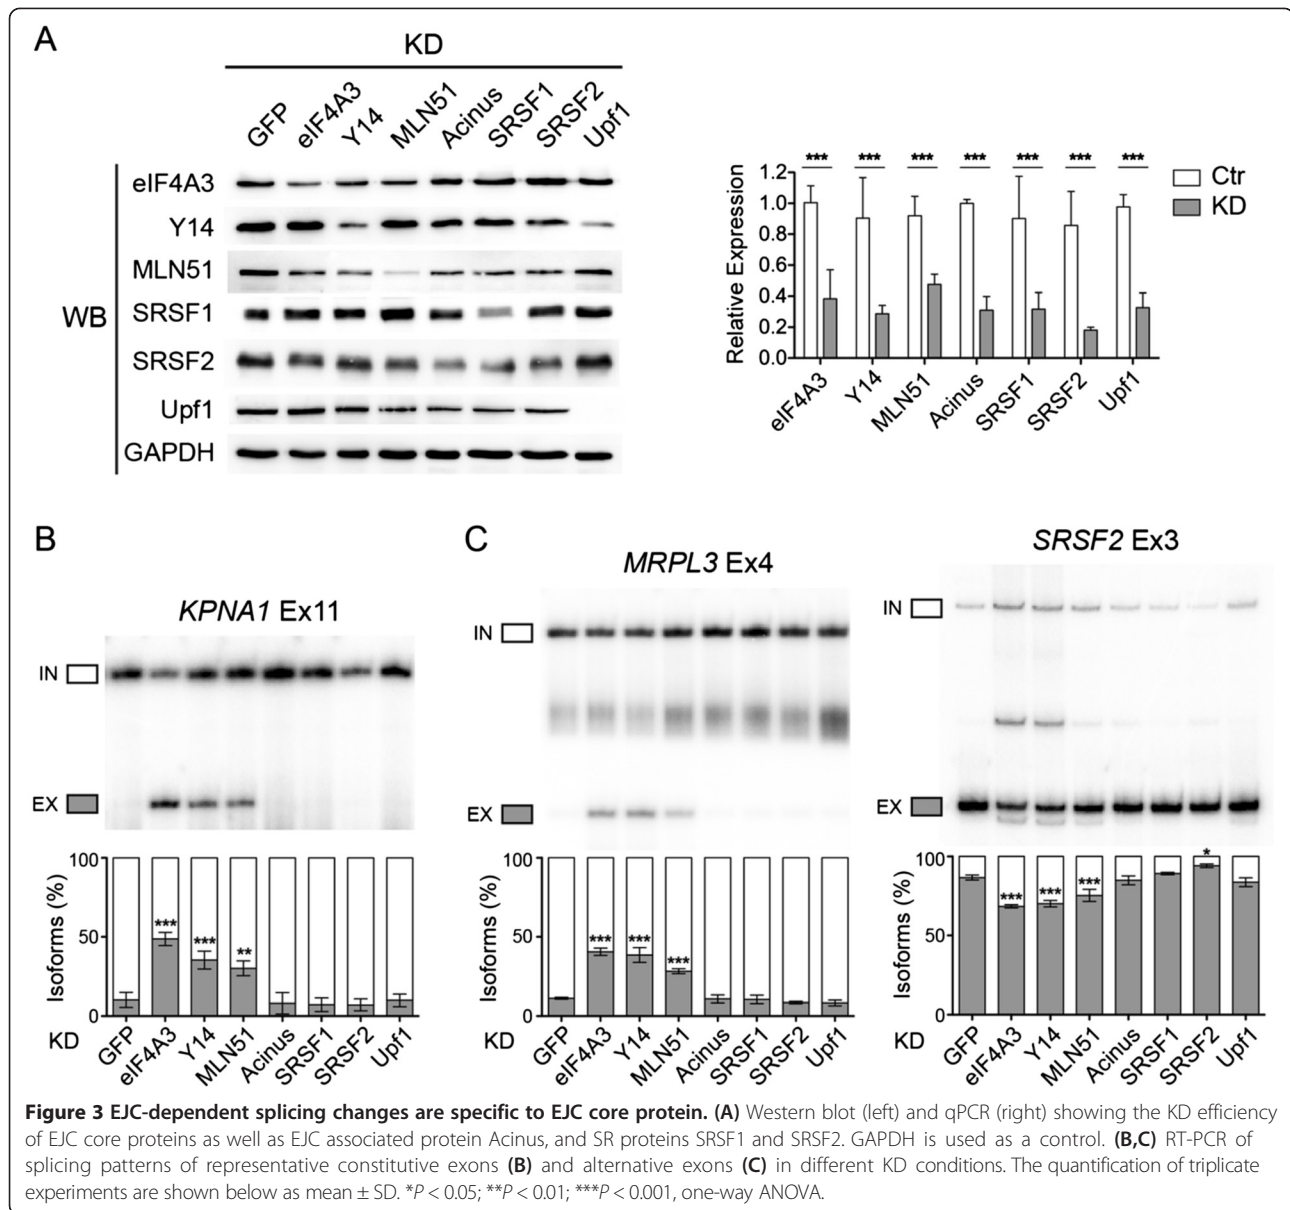 A
KD
GFP
eIF4A3
Y14
MLN51
Acinus
SRSF1
SRSF2
Upf1
WB
eIF4A3
Y14
MLN51
SRSF1
SRSF2
Upf1
GAPDH
*** *** *** *** *** *** ***
Relative Expression
1.2
1.0
0.8
0.6
0.4
0.2
0.0
Ctr
KD
eIF4A3
Y14
MLN51
Acinus
SRSF1
SRSF2
Upf1
B
KPNA1 Ex11
IN
EX
Isoforms (%)
100
50
0
*** *** **
KD
GFP
eIF4A3
Y14
MLN51
Acinus
SRSF1
SRSF2
Upf1
C
MRPL3 Ex4
IN
EX
Isoforms (%)
100
50
0
*** *** ***
KD
GFP
eIF4A3
Y14
MLN51
Acinus
SRSF1
SRSF2
Upf1
SRSF2 Ex3
IN
EX
Isoforms (%)
100
50
0
*** *** *** *
KD
GFP
eIF4A3
Y14
MLN51
Acinus
SRSF1
SRSF2
Upf1
Figure 3 EJC-dependent splicing changes are specific to EJC core protein. (A) Western blot (left) and qPCR (right) showing the KD efficiency
of EJC core proteins as well as EJC associated protein Acinus, and SR proteins SRSF1 and SRSF2. GAPDH is used as a control. (B,C) RT-PCR of
splicing patterns of representative constitutive exons (B) and alternative exons (C) in different KD conditions. The quantification of triplicate
experiments are shown below as mean ± SD. *P < 0.05; **P < 0.01; ***P < 0.001, one-way ANOVA.